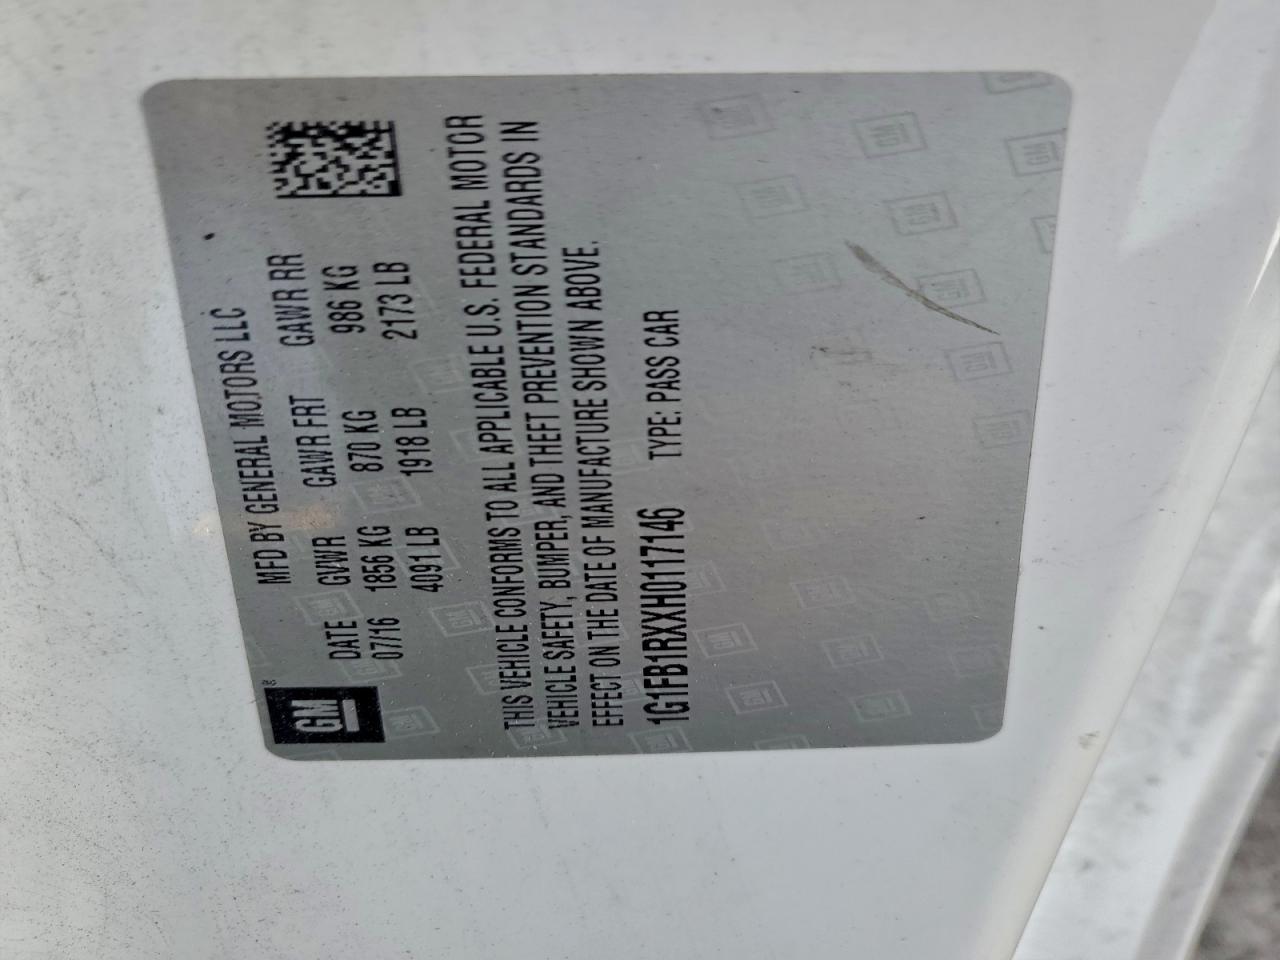 MFD BY GENERAL MOTORS LLC
GM®
DATE GVWR GAWR FRT GAWR RR
07/16 1856 KG 870 KG 986 KG
4091 LB 1918 LB 2173 LB
THIS VEHICLE CONFORMS TO ALL APPLICABLE U.S. FEDERAL MOTOR
VEHICLE SAFETY, BUMPER, AND THEFT PREVENTION STANDARDS IN
EFFECT ON THE DATE OF MANUFACTURE SHOWN ABOVE.
1G1FB1RXXH0117146 TYPE: PASS CAR